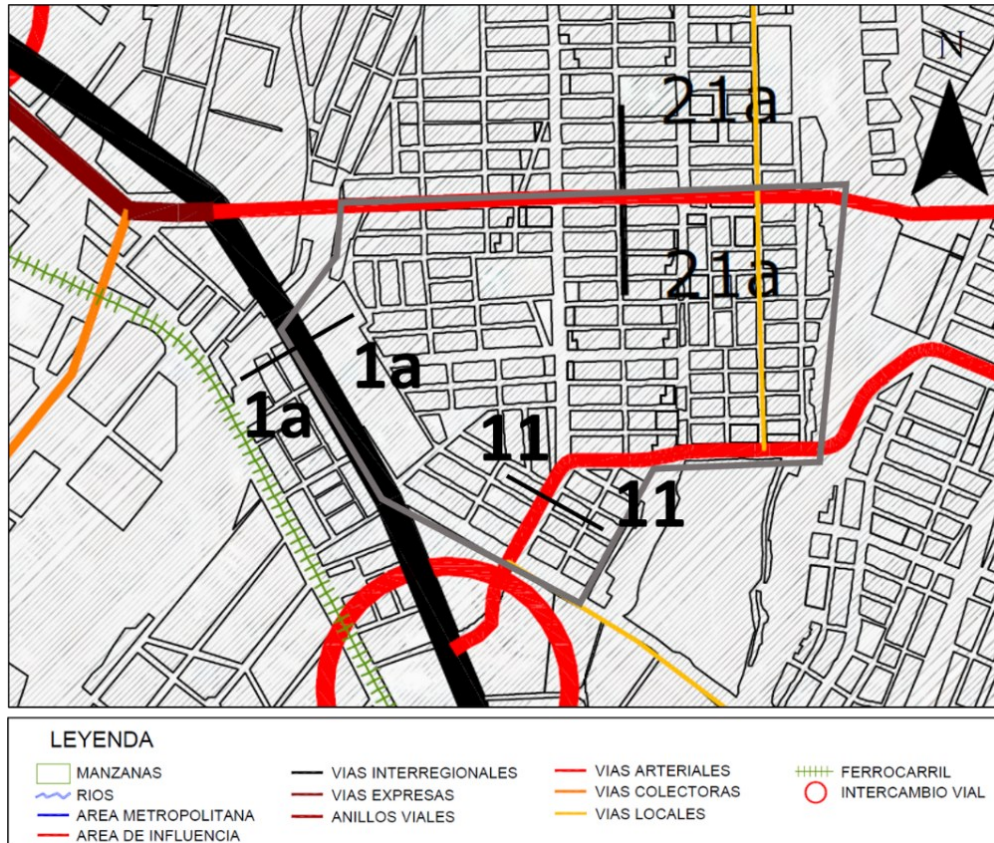 N
21a
21a
1a
1a
11
11
LEYENDA
MANZANAS
RIOS
AREA METROPOLITANA
AREA DE INFLUENCIA
VIAS INTERREGIONALES
VIAS EXPRESAS
ANILLOS VIALES
VIAS ARTERIALES
VIAS COLECTORAS
VIAS LOCALES
FERROCARRIL
INTERCAMBIO VIAL